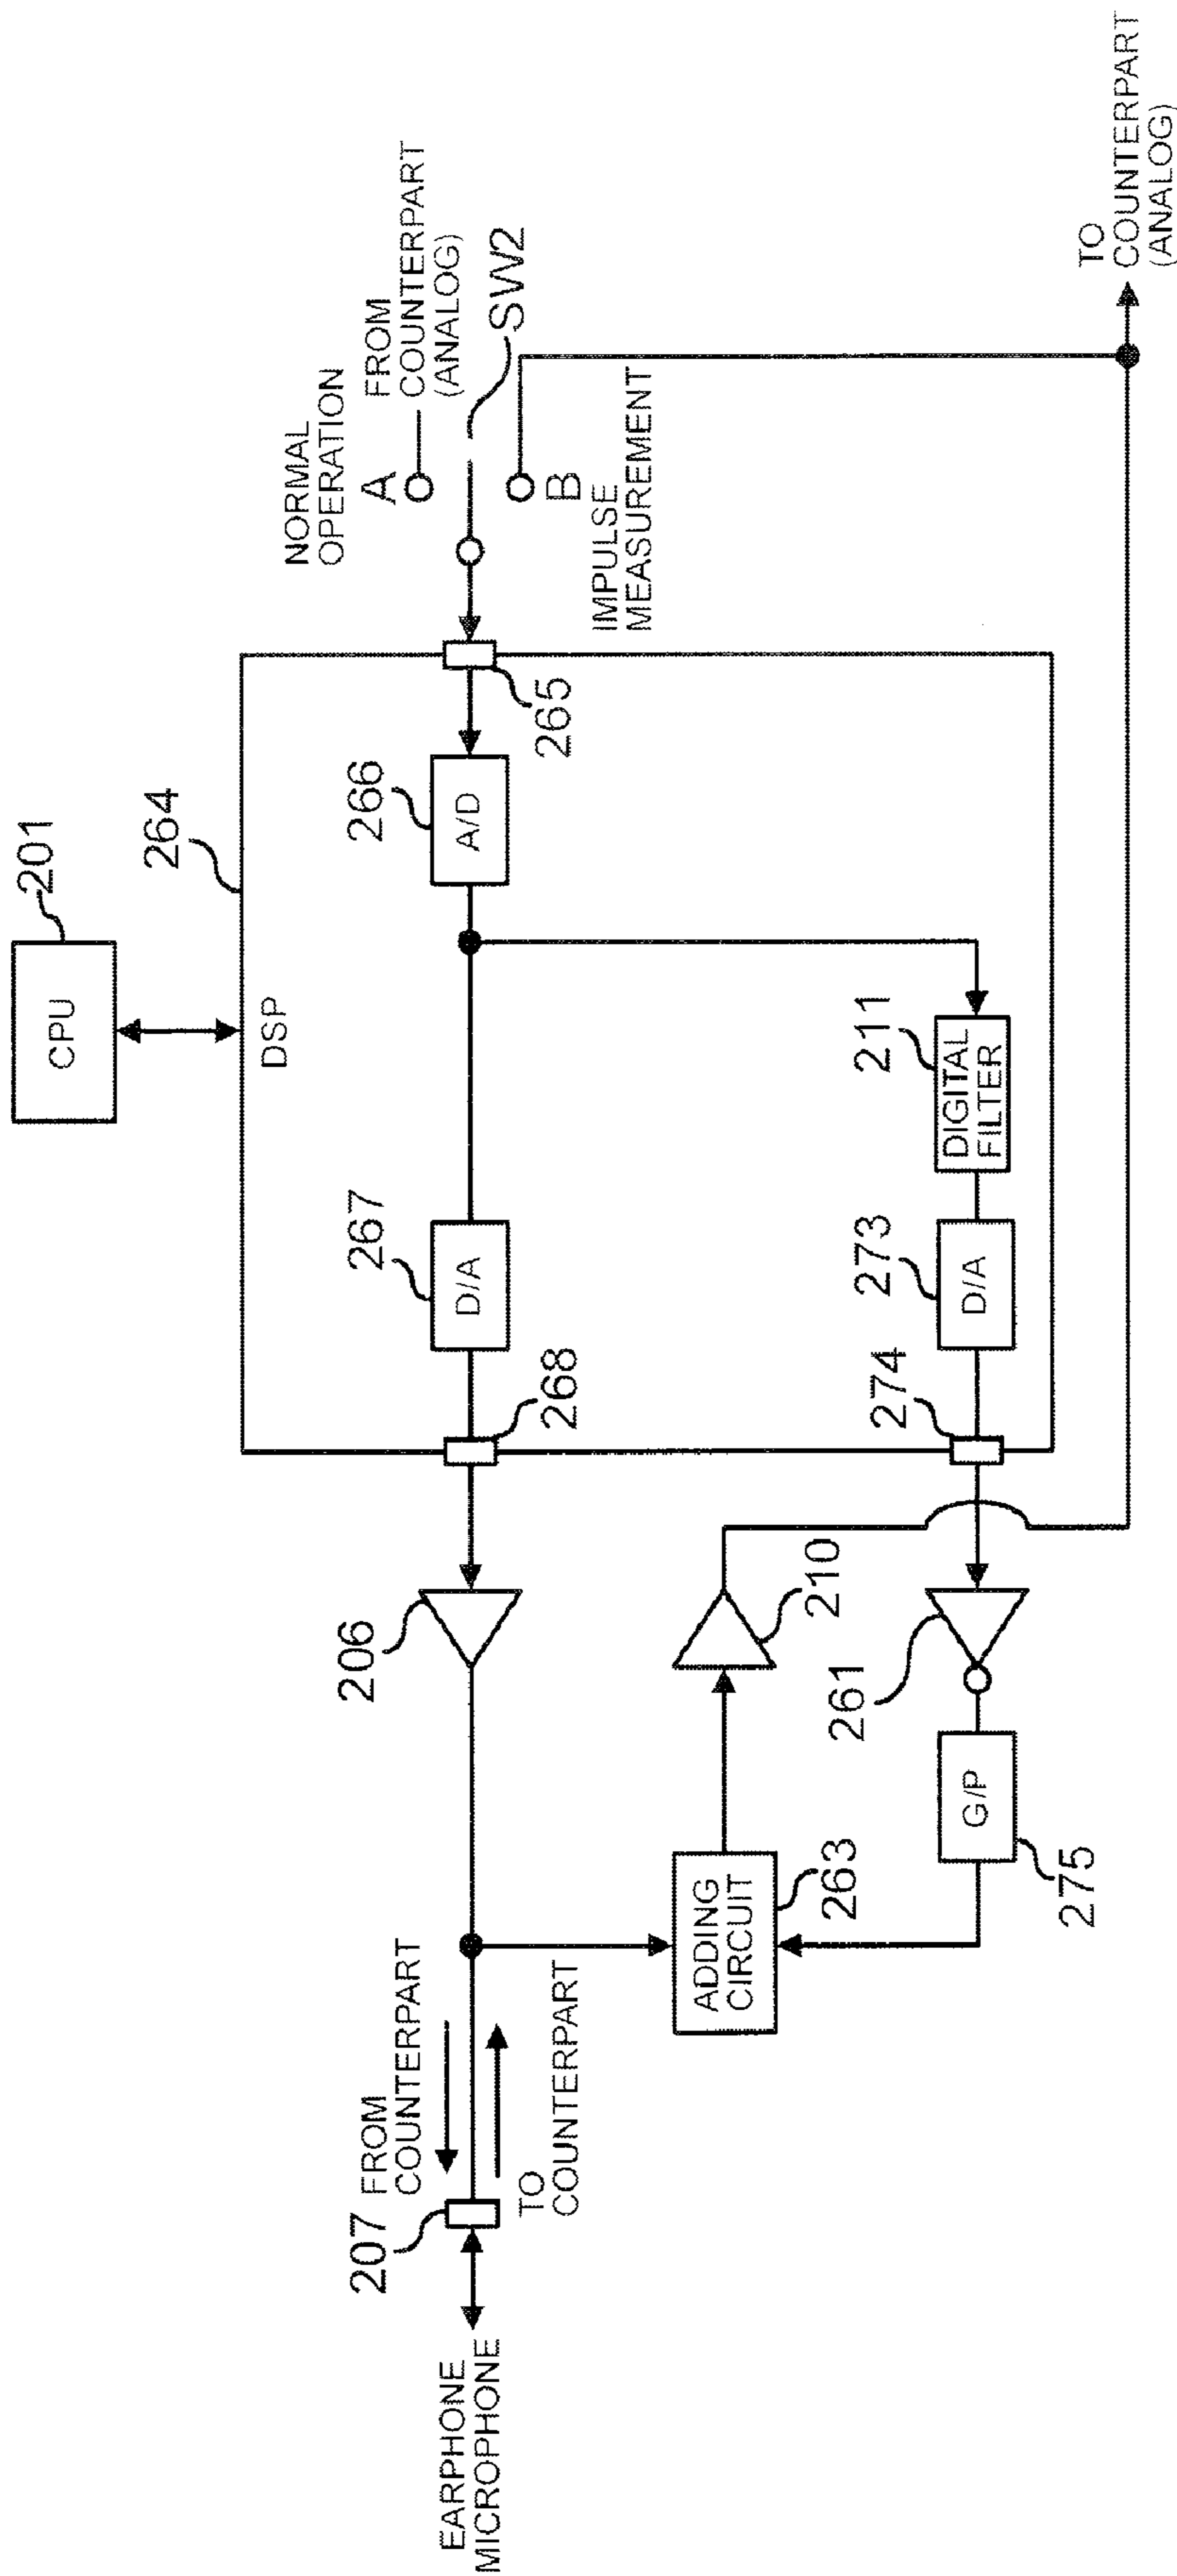 CPU
201
264
DSP
NORMAL
OPERATION
A
FROM
COUNTERPART
(ANALOG)
SW2
B
IMPULSE
MEASUREMENT
265
266
A/D
267
D/A
268
211
DIGITAL
FILTER
273
D/A
274
206
210
261
G/P
275
ADDING
CIRCUIT
263
FROM
COUNTERPART
TO
COUNTERPART
207
EARPHONE
MICROPHONE
TO
COUNTERPART
(ANALOG)